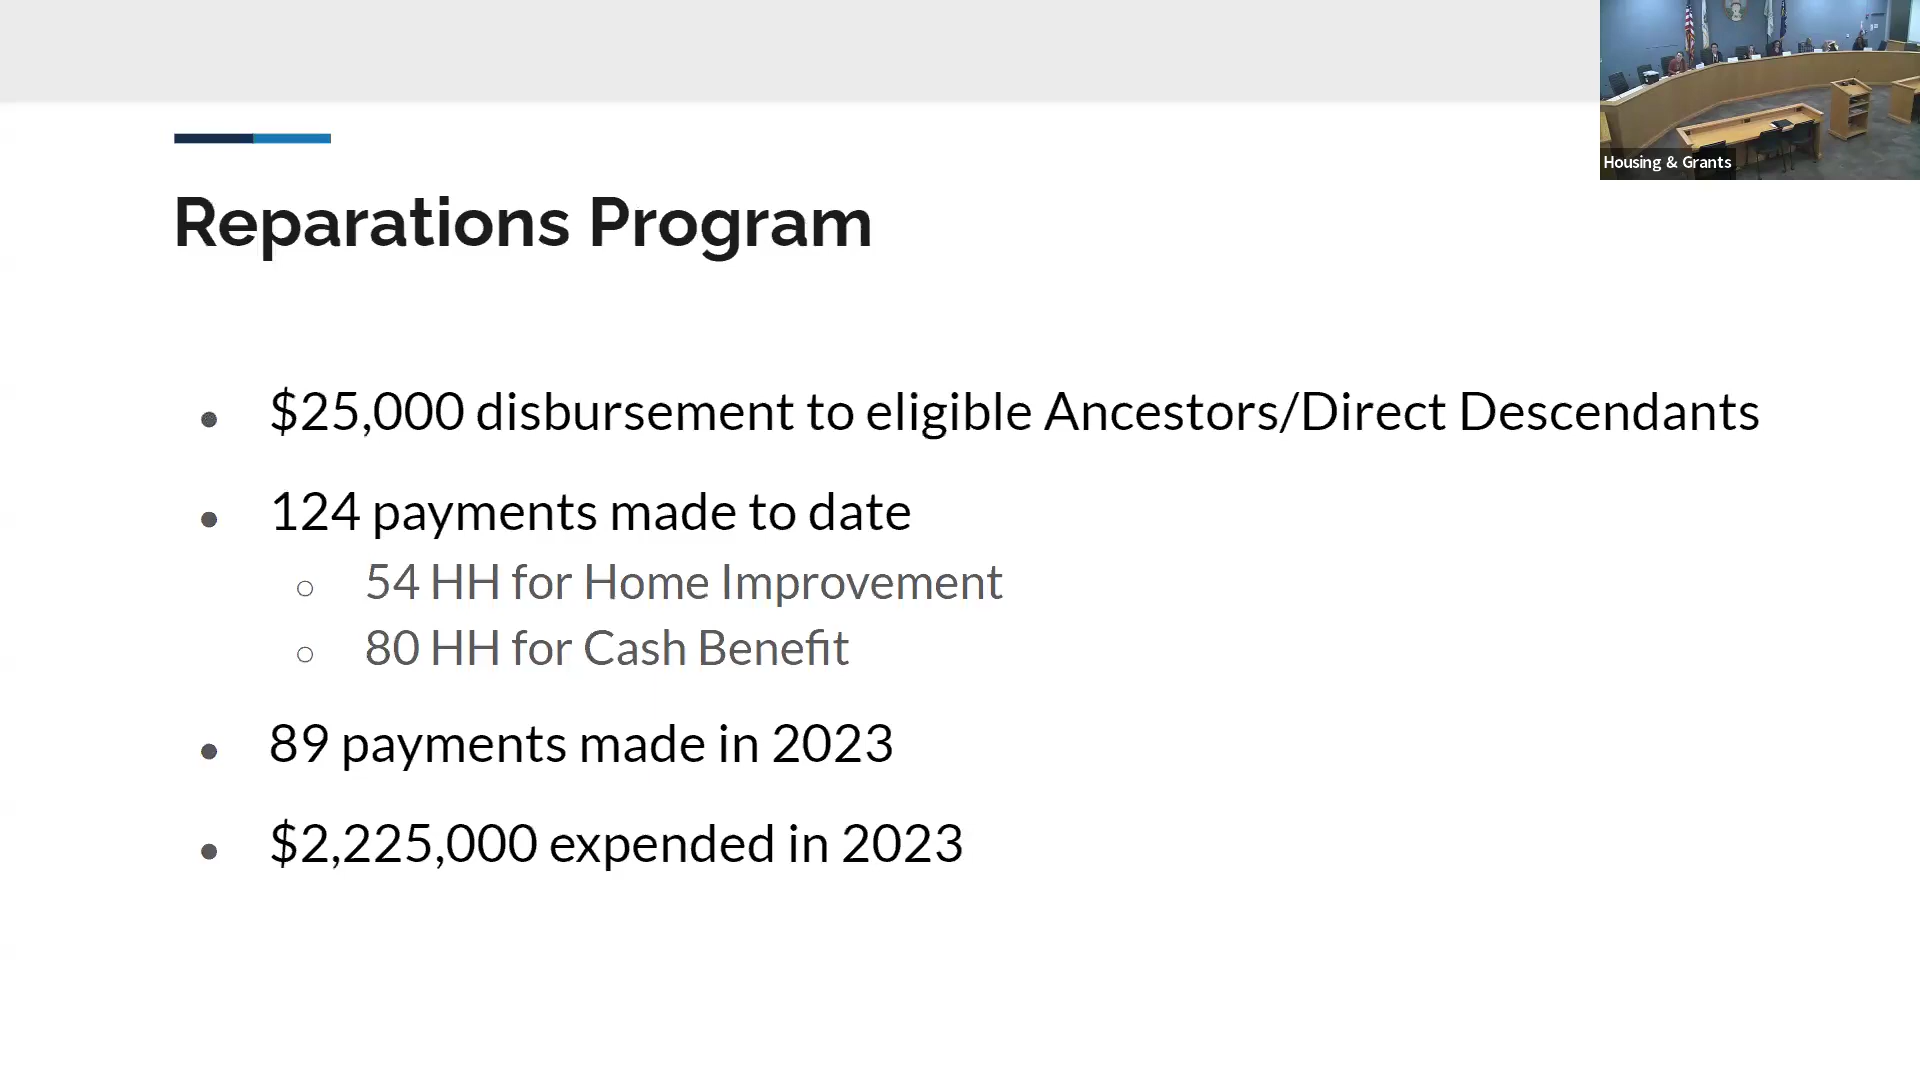 Housing & Grants
Reparations Program
● $25,000 disbursement to eligible Ancestors/Direct Descendants
● 124 payments made to date
○ 54 HH for Home Improvement
○ 80 HH for Cash Benefit
● 89 payments made in 2023
● $2,225,000 expended in 2023